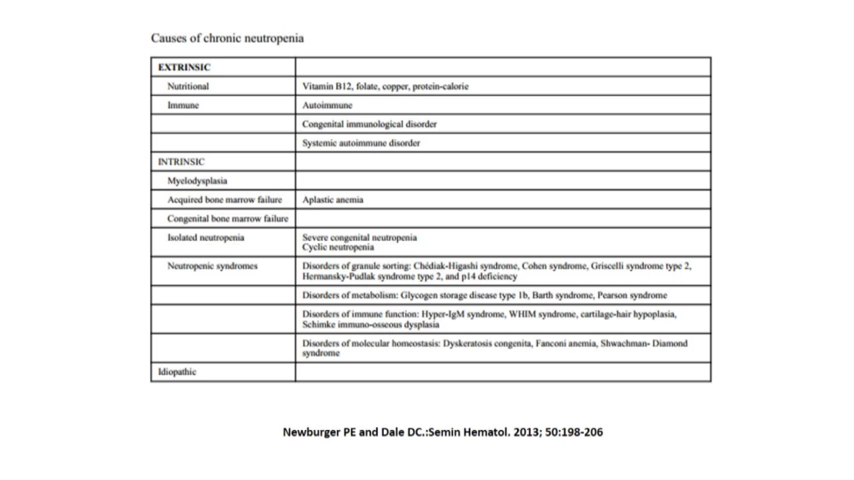 Causes of chronic neutropenia
EXTRINSIC
Nutritional Vitamin B12, folate, copper, protein-calorie
Immune Autoimmune
Congenital immunological disorder
Systemic autoimmune disorder
INTRINSIC
Myelodysplasia
Acquired bone marrow failure Aplastic anemia
Congenital bone marrow failure
Isolated neutropenia Severe congenital neutropenia
Cyclic neutropenia
Neutropenic syndromes Disorders of granule sorting: Chédiak-Higashi syndrome, Cohen syndrome, Griscelli syndrome type 2,
Hermansky-Pudlak syndrome type 2, and p14 deficiency
Disorders of metabolism: Glycogen storage disease type 1b, Barth syndrome, Pearson syndrome
Disorders of immune function: Hyper-IgM syndrome, WHIM syndrome, cartilage-hair hypoplasia,
Schimke immuno-osseous dysplasia
Disorders of molecular homeostasis: Dyskeratosis congenita, Fanconi anemia, Shwachman- Diamond
syndrome
Idiopathic
Newburger PE and Dale DC.:Semin Hematol. 2013; 50:198-206